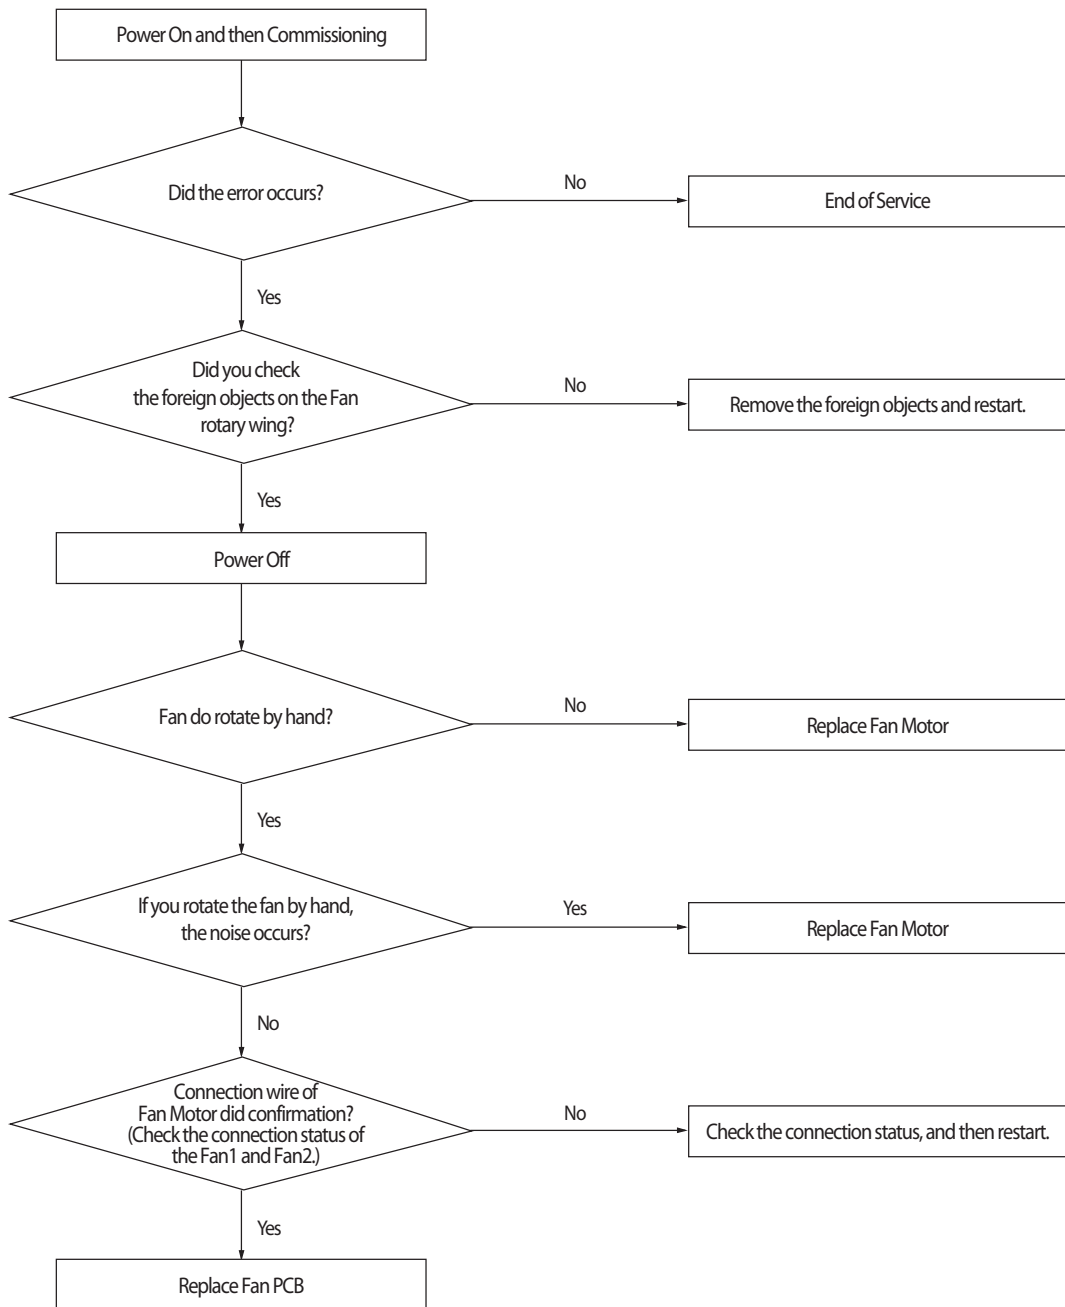 Power On and then Commissioning
Did the error occurs?
No
End of Service
Yes
Did you check
the foreign objects on the Fan
rotary wing?
No
Remove the foreign objects and restart.
Yes
Power Off
Fan do rotate by hand?
No
Replace Fan Motor
Yes
If you rotate the fan by hand,
the noise occurs?
Yes
Replace Fan Motor
No
Connection wire of
Fan Motor did confirmation?
(Check the connection status of
the Fan1 and Fan2.)
No
Check the connection status, and then restart.
Yes
Replace Fan PCB